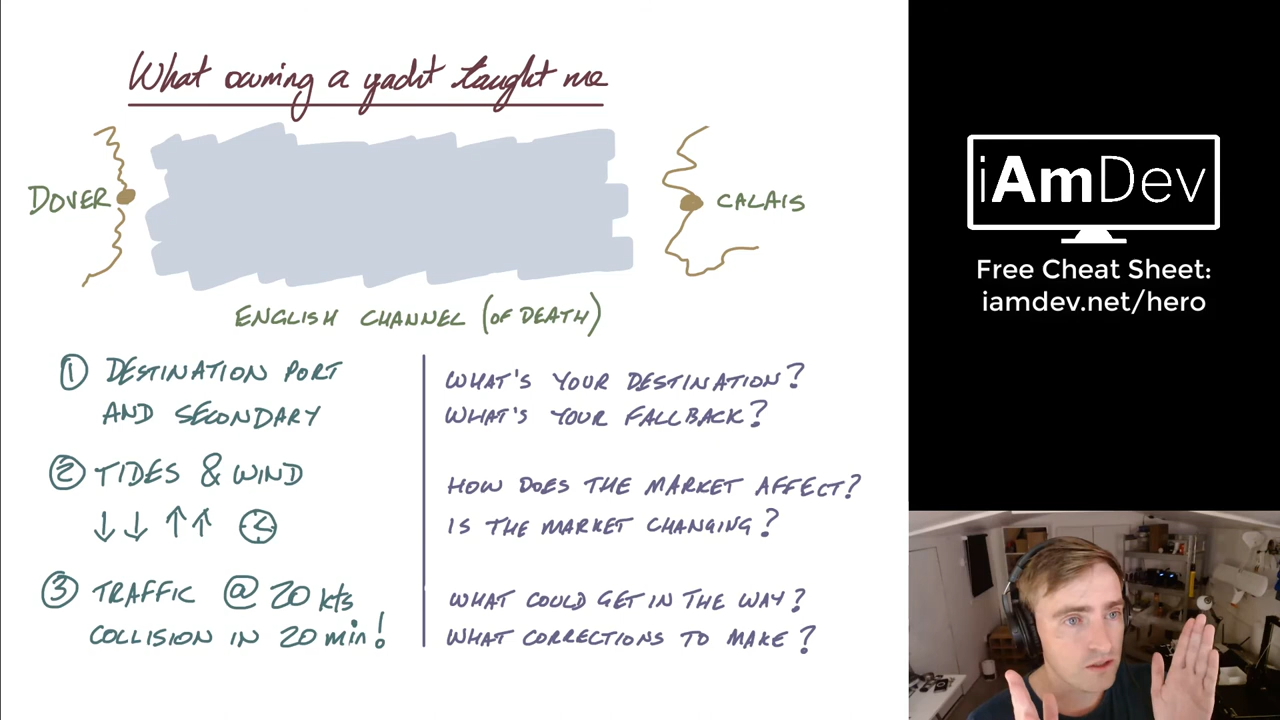 What owning a yacht taught me
DOVER
CALAIS
ENGLISH CHANNEL (OF DEATH)
① DESTINATION PORT
AND SECONDARY
WHAT'S YOUR DESTINATION?
WHAT'S YOUR FALLBACK?
② TIDES & WIND
↓↓ ↑↑
HOW DOES THE MARKET AFFECT?
IS THE MARKET CHANGING?
③ TRAFFIC @ 20 kts
COLLISION IN 20 min!
WHAT COULD GET IN THE WAY?
WHAT CORRECTIONS TO MAKE?
iAmDev
Free Cheat Sheet:
iamdev.net/hero